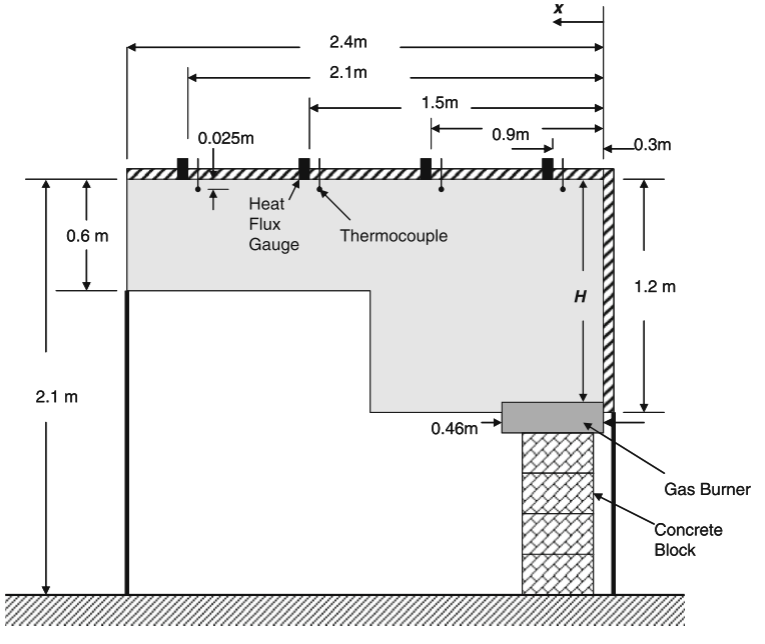 x
2.4m
2.1m
1.5m
0.9m
0.3m
0.025m
Heat
Flux
Gauge
Thermocouple
0.6 m
H
1.2 m
2.1 m
0.46m
Gas Burner
Concrete
Block